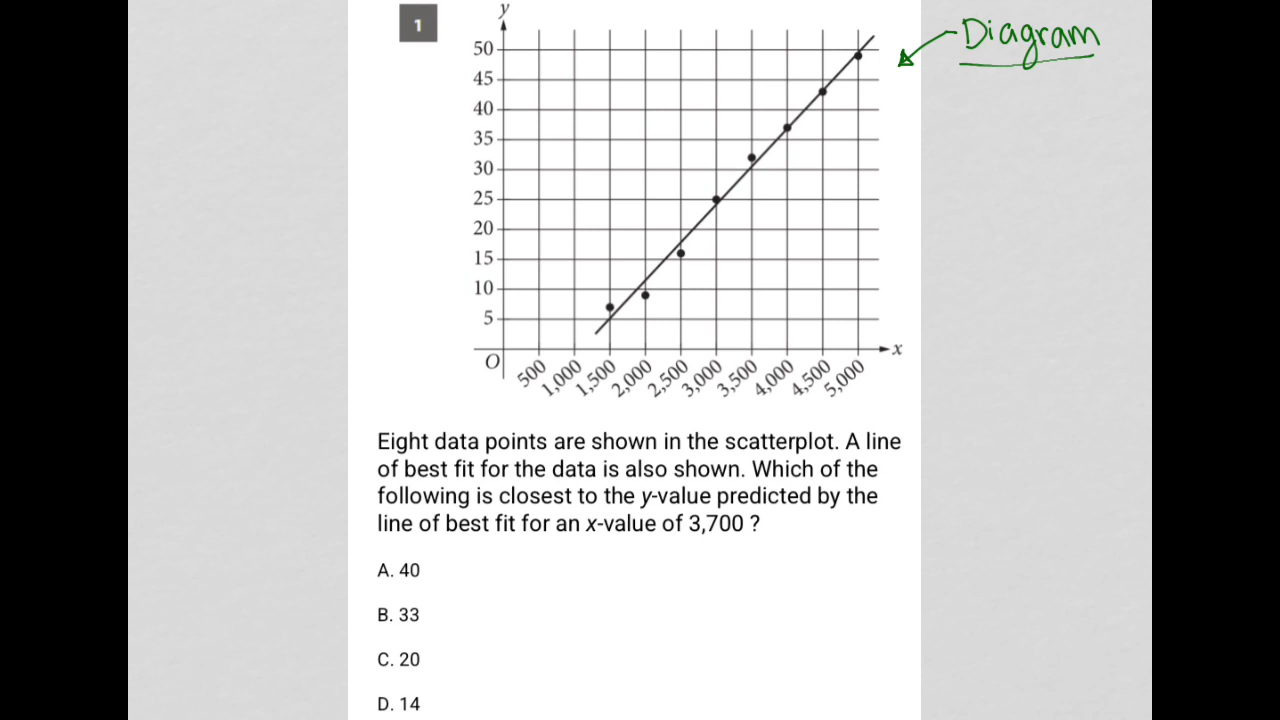 1
Diagram
y
50
45
40
35
30
25
20
15
10
5
O
x
500 1,000 1,500 2,000 2,500 3,000 3,500 4,000 4,500 5,000
Eight data points are shown in the scatterplot. A line
of best fit for the data is also shown. Which of the
following is closest to the y-value predicted by the
line of best fit for an x-value of 3,700 ?
A. 40
B. 33
C. 20
D. 14